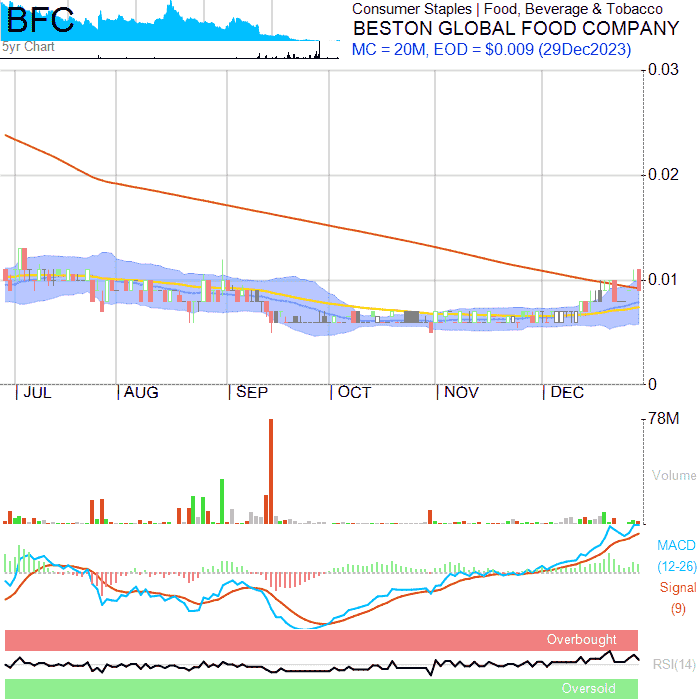 BFC
5yr Chart
Consumer Staples | Food, Beverage & Tobacco
BESTON GLOBAL FOOD COMPANY
MC = 20M, EOD = $0.009 (29Dec2023)
0.03
0.02
0.01
0
JUL AUG SEP OCT NOV DEC
78M
Volume
MACD
(12-26)
Signal
(9)
Overbought
RSI(14)
Oversold